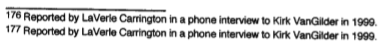 176 Reported by LaVerle Carrington in a phone interview to Kirk VanGilder in 1999.
177 Reported by LaVerle Carrington in a phone interview to Kirk VanGilder in 1999.